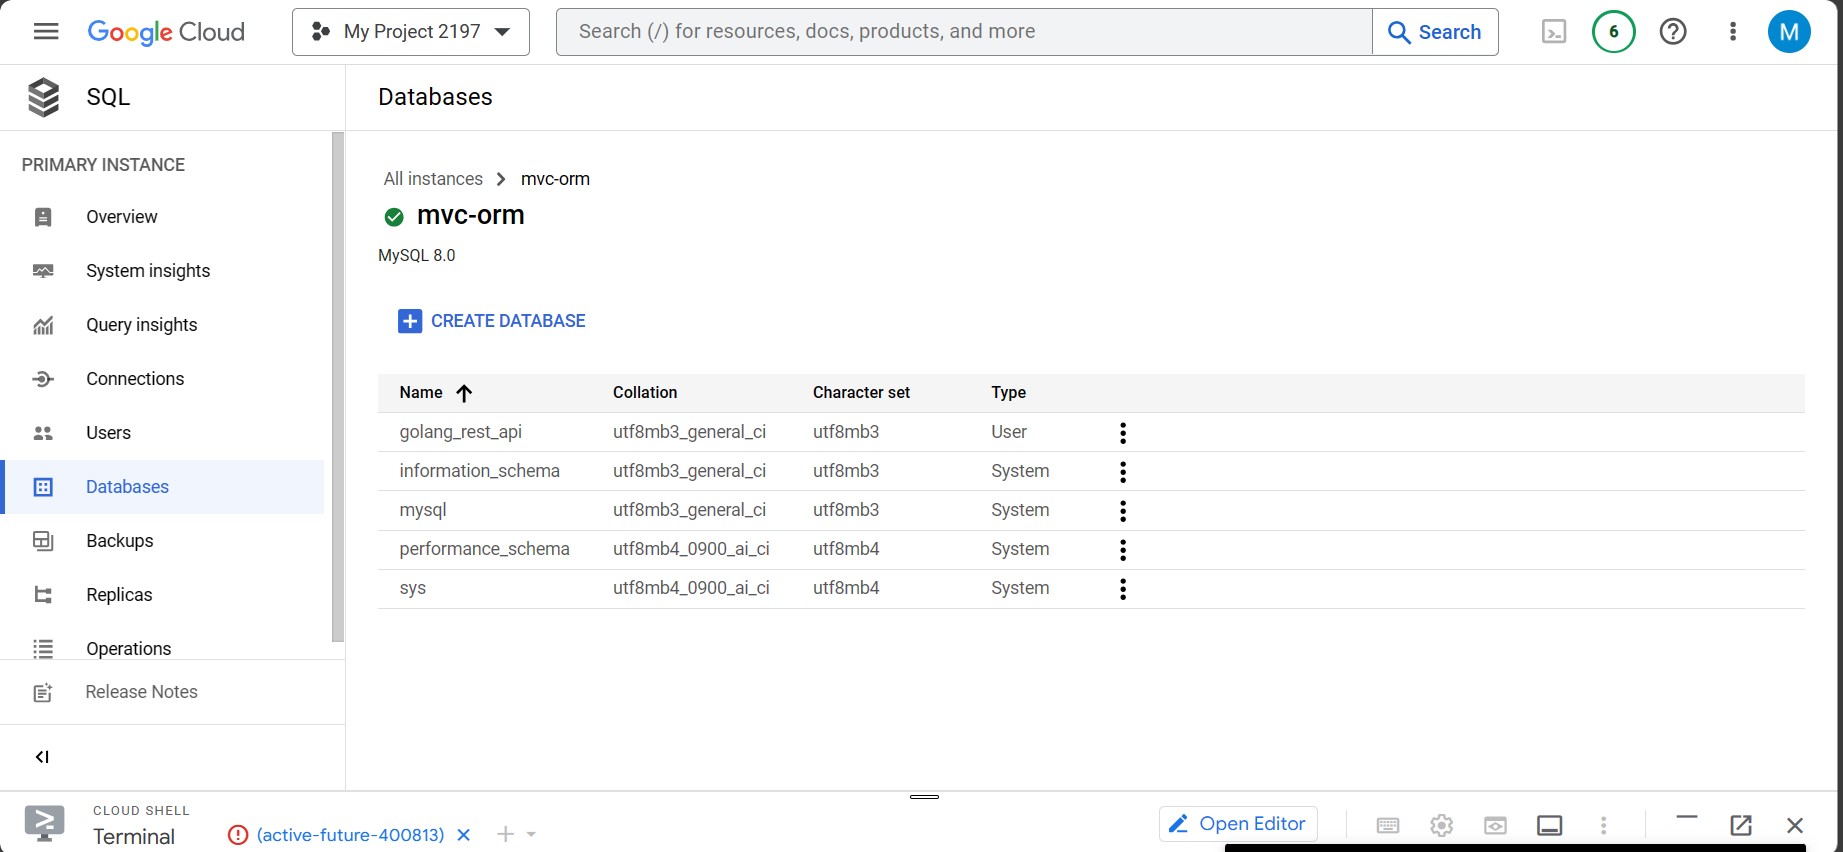 Google Cloud
My Project 2197
Search (/) for resources, docs, products, and more
Search
6
M
SQL
Databases
PRIMARY INSTANCE
Overview
System insights
Query insights
Connections
Users
Databases
Backups
Replicas
Operations
Release Notes
All instances
mvc-orm
mvc-orm
MySQL 8.0
CREATE DATABASE
Name Collation Character set Type
golang_rest_api utf8mb3_general_ci utf8mb3 User
information_schema utf8mb3_general_ci utf8mb3 System
mysql utf8mb3_general_ci utf8mb3 System
performance_schema utf8mb4_0900_ai_ci utf8mb4 System
sys utf8mb4_0900_ai_ci utf8mb4 System
CLOUD SHELL
Terminal
(active-future-400813)
Open Editor